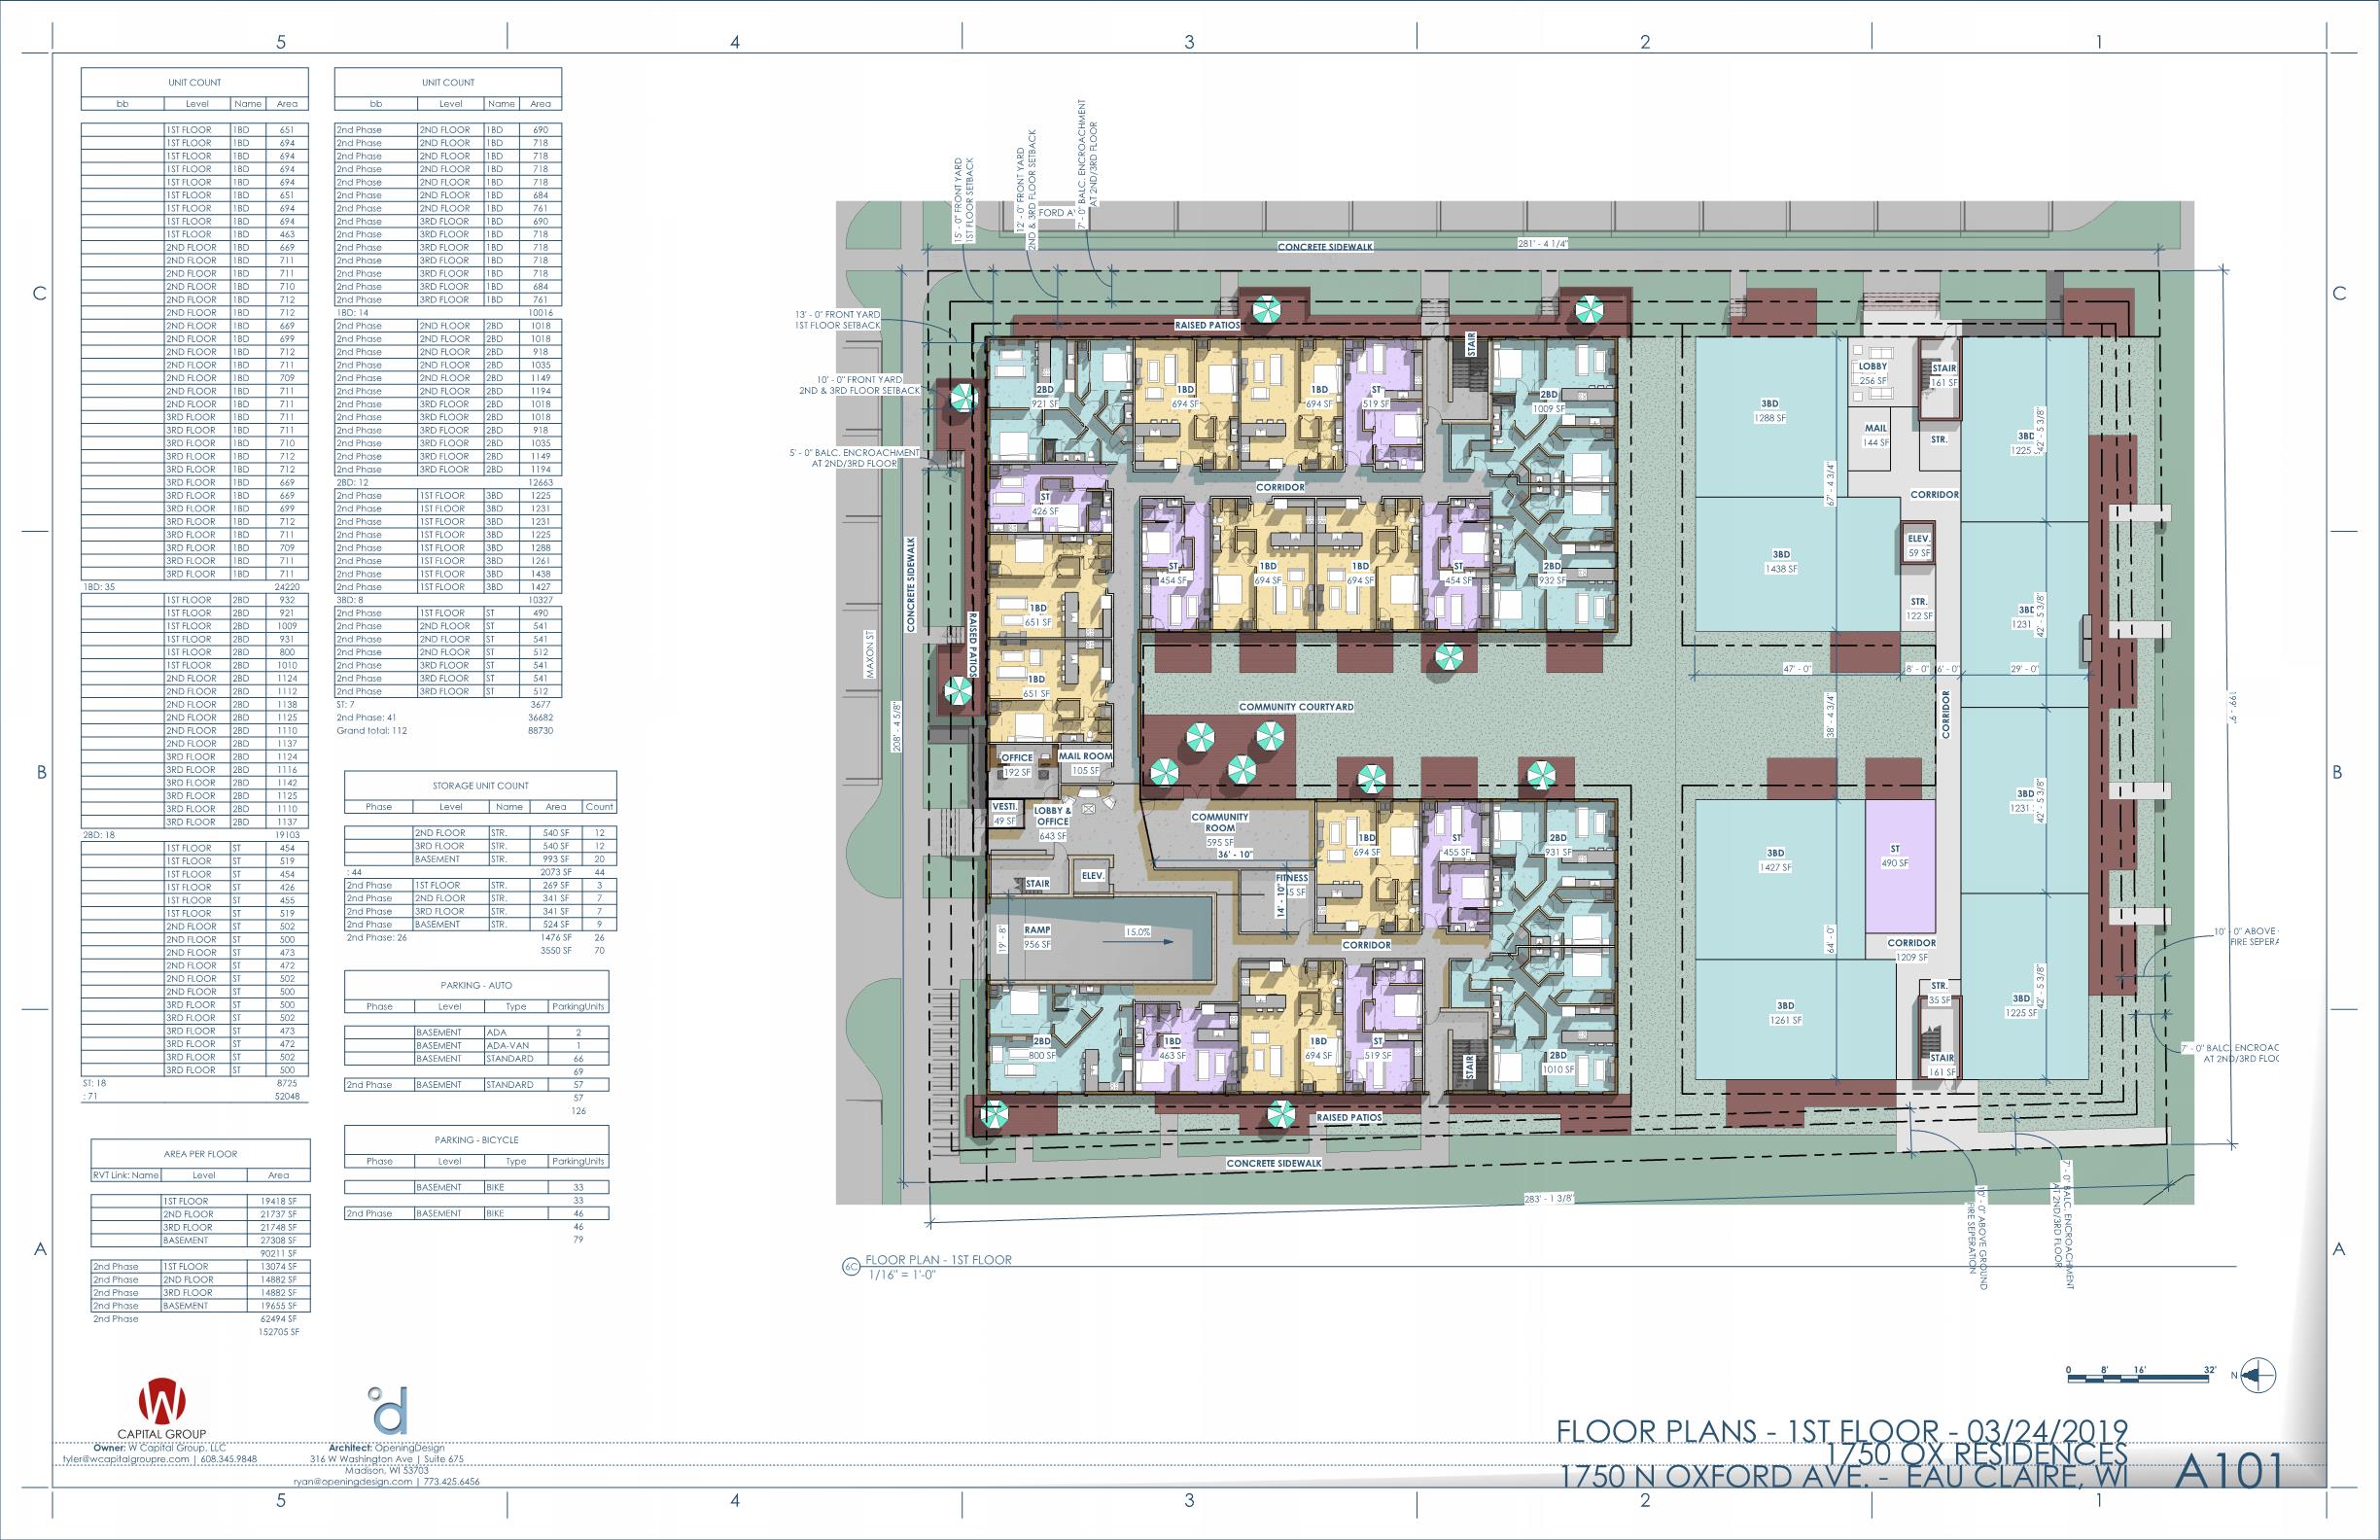 5 4 3 2 1
UNIT COUNT
bb Level Name Area
1ST FLOOR 1BD 651
1ST FLOOR 1BD 694
1ST FLOOR 1BD 694
1ST FLOOR 1BD 694
1ST FLOOR 1BD 694
1ST FLOOR 1BD 651
1ST FLOOR 1BD 694
1ST FLOOR 1BD 694
1ST FLOOR 1BD 463
2ND FLOOR 1BD 669
2ND FLOOR 1BD 711
2ND FLOOR 1BD 711
2ND FLOOR 1BD 710
2ND FLOOR 1BD 712
2ND FLOOR 1BD 712
2ND FLOOR 1BD 669
2ND FLOOR 1BD 699
2ND FLOOR 1BD 712
2ND FLOOR 1BD 711
2ND FLOOR 1BD 709
2ND FLOOR 1BD 711
2ND FLOOR 1BD 711
3RD FLOOR 1BD 711
3RD FLOOR 1BD 711
3RD FLOOR 1BD 710
3RD FLOOR 1BD 712
3RD FLOOR 1BD 712
3RD FLOOR 1BD 669
3RD FLOOR 1BD 669
3RD FLOOR 1BD 699
3RD FLOOR 1BD 712
3RD FLOOR 1BD 711
3RD FLOOR 1BD 709
3RD FLOOR 1BD 711
3RD FLOOR 1BD 711
1BD: 35 24220
1ST FLOOR 2BD 932
1ST FLOOR 2BD 921
1ST FLOOR 2BD 1009
1ST FLOOR 2BD 931
1ST FLOOR 2BD 800
1ST FLOOR 2BD 1010
2ND FLOOR 2BD 1124
2ND FLOOR 2BD 1112
2ND FLOOR 2BD 1138
2ND FLOOR 2BD 1125
2ND FLOOR 2BD 1110
2ND FLOOR 2BD 1137
3RD FLOOR 2BD 1124
3RD FLOOR 2BD 1116
3RD FLOOR 2BD 1142
3RD FLOOR 2BD 1125
3RD FLOOR 2BD 1110
3RD FLOOR 2BD 1137
2BD: 18 19103
1ST FLOOR ST 454
1ST FLOOR ST 519
1ST FLOOR ST 454
1ST FLOOR ST 426
1ST FLOOR ST 455
1ST FLOOR ST 519
2ND FLOOR ST 502
2ND FLOOR ST 500
2ND FLOOR ST 473
2ND FLOOR ST 472
2ND FLOOR ST 502
2ND FLOOR ST 500
3RD FLOOR ST 500
3RD FLOOR ST 502
3RD FLOOR ST 473
3RD FLOOR ST 472
3RD FLOOR ST 502
3RD FLOOR ST 500
ST: 18 8725
: 71 52048
UNIT COUNT
bb Level Name Area
2nd Phase 2ND FLOOR 1BD 690
2nd Phase 2ND FLOOR 1BD 718
2nd Phase 2ND FLOOR 1BD 718
2nd Phase 2ND FLOOR 1BD 718
2nd Phase 2ND FLOOR 1BD 718
2nd Phase 2ND FLOOR 1BD 684
2nd Phase 2ND FLOOR 1BD 761
2nd Phase 3RD FLOOR 1BD 690
2nd Phase 3RD FLOOR 1BD 718
2nd Phase 3RD FLOOR 1BD 718
2nd Phase 3RD FLOOR 1BD 718
2nd Phase 3RD FLOOR 1BD 718
2nd Phase 3RD FLOOR 1BD 684
2nd Phase 3RD FLOOR 1BD 761
1BD: 14 10016
2nd Phase 2ND FLOOR 2BD 1018
2nd Phase 2ND FLOOR 2BD 1018
2nd Phase 2ND FLOOR 2BD 918
2nd Phase 2ND FLOOR 2BD 1035
2nd Phase 2ND FLOOR 2BD 1149
2nd Phase 2ND FLOOR 2BD 1194
2nd Phase 3RD FLOOR 2BD 1018
2nd Phase 3RD FLOOR 2BD 1018
2nd Phase 3RD FLOOR 2BD 918
2nd Phase 3RD FLOOR 2BD 1035
2nd Phase 3RD FLOOR 2BD 1149
2nd Phase 3RD FLOOR 2BD 1194
2BD: 12 12663
2nd Phase 1ST FLOOR 3BD 1225
2nd Phase 1ST FLOOR 3BD 1231
2nd Phase 1ST FLOOR 3BD 1231
2nd Phase 1ST FLOOR 3BD 1225
2nd Phase 1ST FLOOR 3BD 1288
2nd Phase 1ST FLOOR 3BD 1261
2nd Phase 1ST FLOOR 3BD 1438
2nd Phase 1ST FLOOR 3BD 1427
3BD: 8 10327
2nd Phase 1ST FLOOR ST 490
2nd Phase 2ND FLOOR ST 541
2nd Phase 2ND FLOOR ST 541
2nd Phase 2ND FLOOR ST 512
2nd Phase 3RD FLOOR ST 541
2nd Phase 3RD FLOOR ST 541
2nd Phase 3RD FLOOR ST 512
ST: 7 3677
2nd Phase: 41 36682
Grand total: 112 88730
STORAGE UNIT COUNT
Phase Level Name Area Count
2ND FLOOR STR. 540 SF 12
3RD FLOOR STR. 540 SF 12
BASEMENT STR. 993 SF 20
: 44 2073 SF 44
2nd Phase 1ST FLOOR STR. 269 SF 3
2nd Phase 2ND FLOOR STR. 341 SF 7
2nd Phase 3RD FLOOR STR. 341 SF 7
2nd Phase BASEMENT STR. 524 SF 9
2nd Phase: 26 1476 SF 26
3550 SF 70
PARKING - AUTO
Phase Level Type ParkingUnits
BASEMENT ADA 2
BASEMENT ADA-VAN 1
BASEMENT STANDARD 66
69
2nd Phase BASEMENT STANDARD 57
57
126
PARKING - BICYCLE
Phase Level Type ParkingUnits
BASEMENT BIKE 33
33
2nd Phase BASEMENT BIKE 46
46
79
AREA PER FLOOR
RVT Link: Name Level Area
1ST FLOOR 19418 SF
2ND FLOOR 21737 SF
3RD FLOOR 21748 SF
BASEMENT 27308 SF
90211 SF
2nd Phase 1ST FLOOR 13074 SF
2nd Phase 2ND FLOOR 14882 SF
2nd Phase 3RD FLOOR 14882 SF
2nd Phase BASEMENT 19655 SF
2nd Phase 62494 SF
152705 SF
C
B
A
15' - 0" FRONT YARD
1ST FLOOR SETBACK
12' - 0" FRONT YARD
2ND & 3RD FLOOR SETBACK
7' - 0" BALC. ENCROACHMENT
AT 2ND/3RD FLOOR
CONCRETE SIDEWALK
281' - 4 1/4"
13' - 0" FRONT YARD
1ST FLOOR SETBACK
10' - 0" FRONT YARD
2ND & 3RD FLOOR SETBACK
5' - 0" BALC. ENCROACHMENT
AT 2ND/3RD FLOOR
RAISED PATIOS
2BD
921 SF
1BD
694 SF
1BD
694 SF
ST
519 SF
STAIR
2BD
1009 SF
CORRIDOR
ST
426 SF
ST
454 SF
1BD
694 SF
1BD
694 SF
ST
454 SF
2BD
932 SF
1BD
651 SF
1BD
651 SF
CONCRETE SIDEWALK
RAISED PATIOS
MAXON ST
208' - 4 5/8"
COMMUNITY COURTYARD
OFFICE
192 SF
MAIL ROOM
105 SF
VESTI.
49 SF
LOBBY &
OFFICE
643 SF
COMMUNITY
ROOM
595 SF
36' - 10"
1BD
694 SF
ST
455 SF
2BD
931 SF
STAIR
ELEV.
FITNESS
14' - 10"
RAMP
956 SF
19' - 8"
15.0%
CORRIDOR
2BD
800 SF
1BD
463 SF
1BD
694 SF
ST
519 SF
STAIR
2BD
1010 SF
RAISED PATIOS
CONCRETE SIDEWALK
283' - 1 3/8"
3BD
1288 SF
LOBBY
256 SF
STAIR
161 SF
MAIL
144 SF
STR.
3BD
1225
42' - 5 3/8"
67' - 4 3/4"
CORRIDOR
3BD
1438 SF
ELEV.
59 SF
STR.
122 SF
3BD
1231
42' - 5 3/8"
47' - 0"
8' - 0"
6' - 0"
29' - 0"
CORRIDOR
38' - 4 3/4"
199' - 9"
3BD
1231
42' - 5 3/8"
3BD
1427 SF
ST
490 SF
64' - 0"
CORRIDOR
1209 SF
3BD
1261 SF
STR.
35 SF
3BD
1225 SF
42' - 5 3/8"
STAIR
161 SF
10' - 0" ABOVE
FIRE SEPERA
7' - 0" BALC. ENCROAC
AT 2ND/3RD FLOO
10' - 0" ABOVE GROUND
FIRE SEPERATION
7' - 0" BALC. ENCROACHMENT
AT 2ND/3RD FLOOR
6C FLOOR PLAN - 1ST FLOOR
1/16" = 1'-0"
0 8' 16' 32'
N
W
CAPITAL GROUP
Owner: W Capital Group, LLC
tyler@wcapitalgroupre.com | 608.345.9848
d
Architect: OpeningDesign
316 W Washington Ave | Suite 675
Madison, WI 53703
ryan@openingdesign.com | 773.425.6456
FLOOR PLANS - 1ST FLOOR - 03/24/2019
1750 OX RESIDENCES
1750 N OXFORD AVE. - EAU CLAIRE, WI
A101
C
B
A
5 4 3 2 1